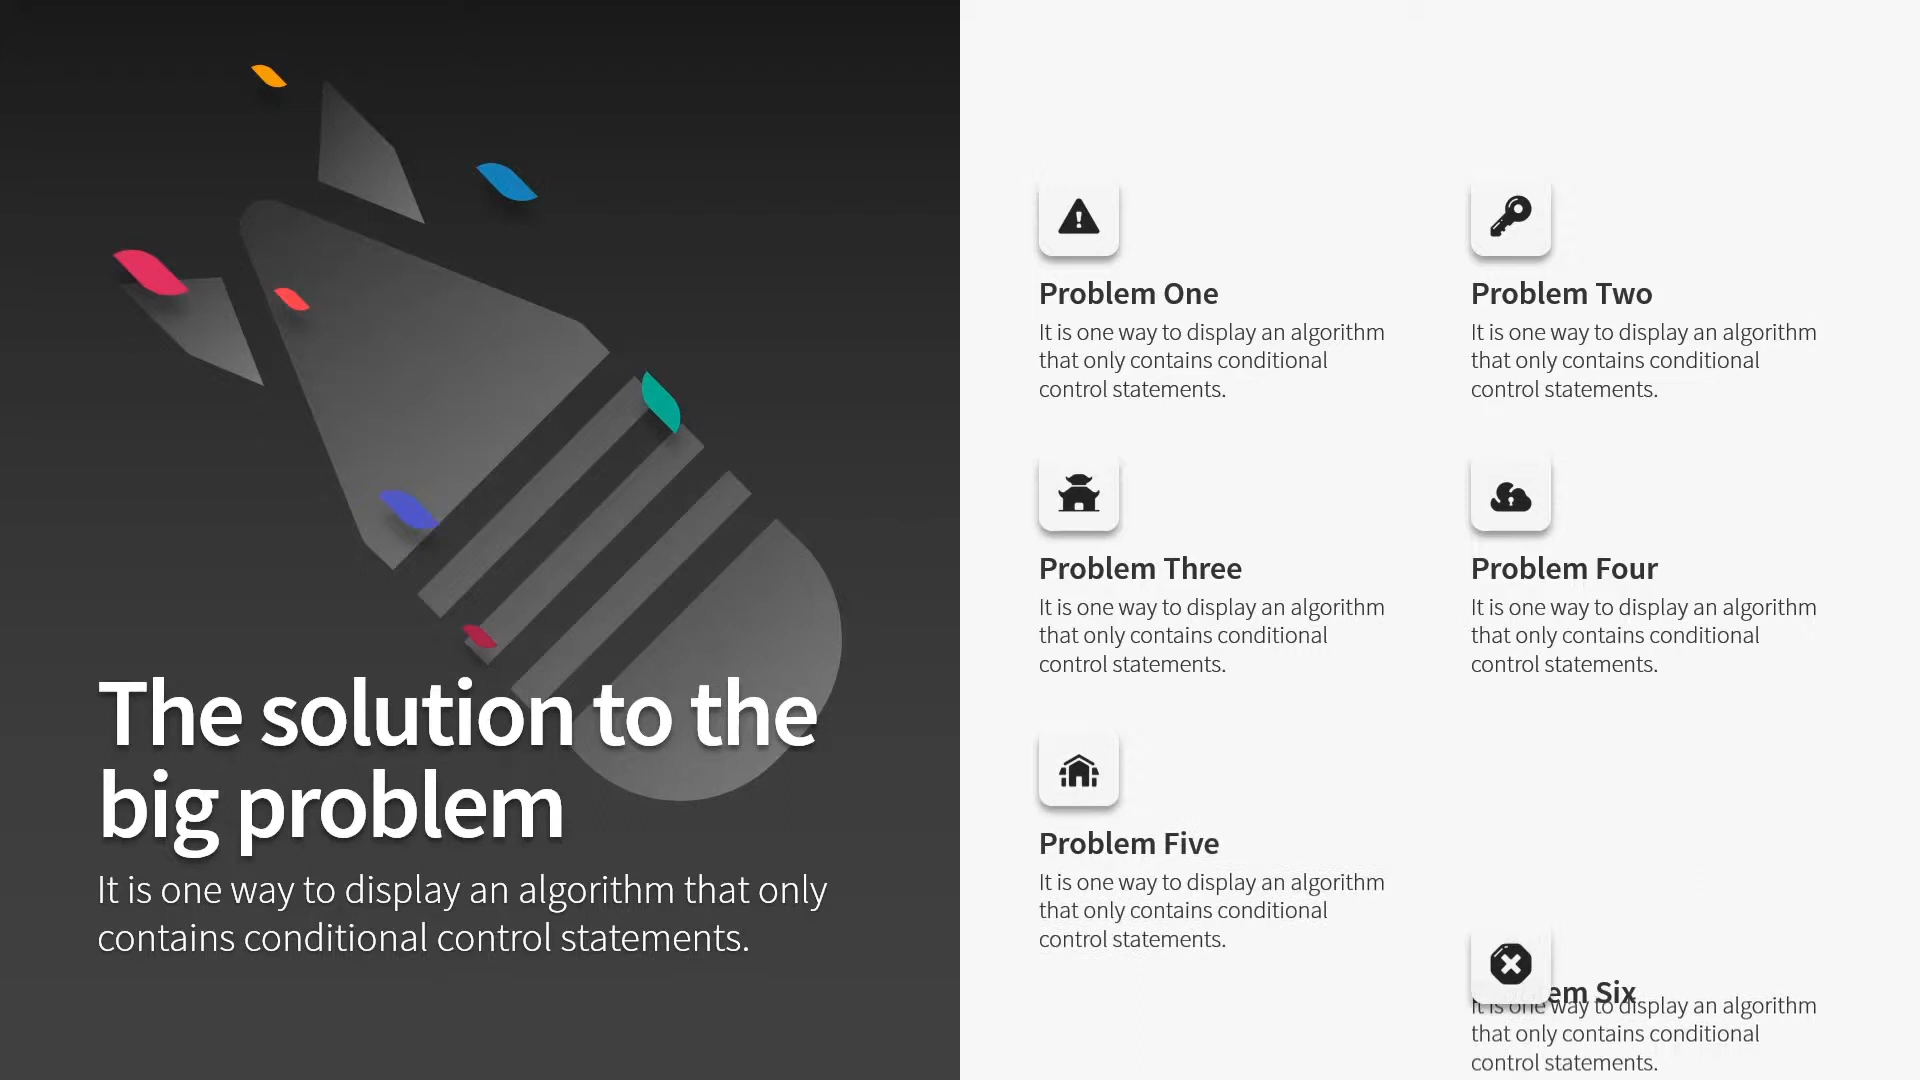 The solution to the
big problem
It is one way to display an algorithm that only
contains conditional control statements.
Problem One
It is one way to display an algorithm
that only contains conditional
control statements.
Problem Two
It is one way to display an algorithm
that only contains conditional
control statements.
Problem Three
It is one way to display an algorithm
that only contains conditional
control statements.
Problem Four
It is one way to display an algorithm
that only contains conditional
control statements.
Problem Five
It is one way to display an algorithm
that only contains conditional
control statements.
Six
It is one way to display an algorithm
that only contains conditional
control statements.